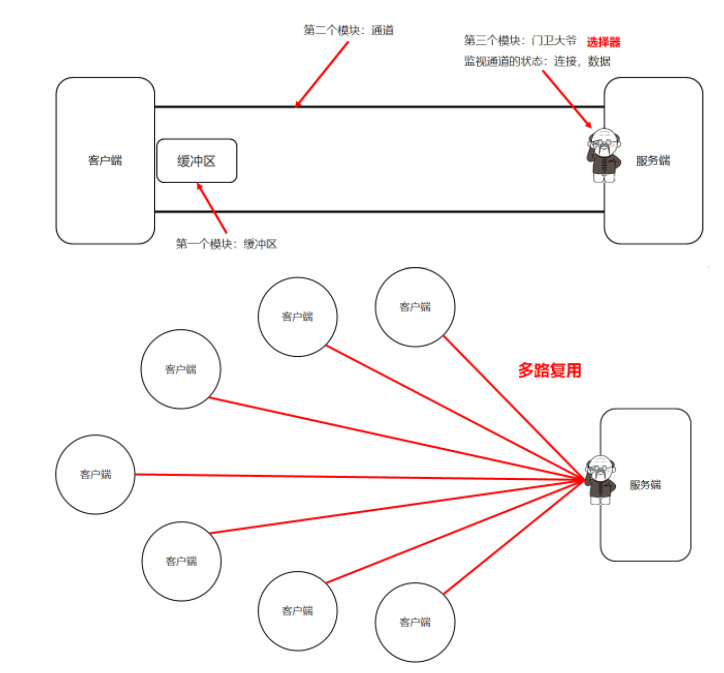 第二个模块：通道
第三个模块：门卫大爷 选择器
监视通道的状态：连接，数据
客户端
缓冲区
服务端
第一个模块：缓冲区
客户端
客户端
客户端
多路复用
客户端
服务端
客户端
客户端
客户端